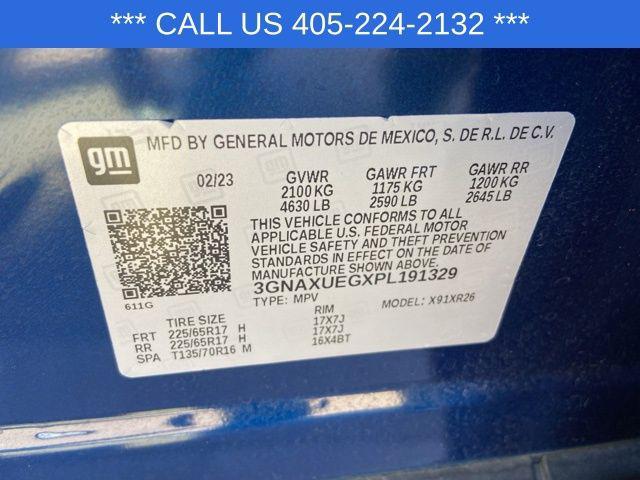 *** CALL US 405-224-2132 ***
gm
MFD BY GENERAL MOTORS DE MEXICO, S. DE R.L. DE C.V.
02/23
GVWR GAWR FRT GAWR RR
2100 KG 1175 KG 1200 KG
4630 LB 2590 LB 2645 LB
THIS VEHICLE CONFORMS TO ALL
APPLICABLE U.S. FEDERAL MOTOR
VEHICLE SAFETY AND THEFT PREVENTION
STANDARDS IN EFFECT ON THE DATE OF
MANUFACTURE SHOWN ABOVE.
3GNAXUEGXPL191329
611G
TYPE: MPV MODEL: X91XR26
TIRE SIZE RIM
FRT 225/65R17 H 17X7J
RR 225/65R17 H 17X7J
SPA T135/70R16 M 16X4BT